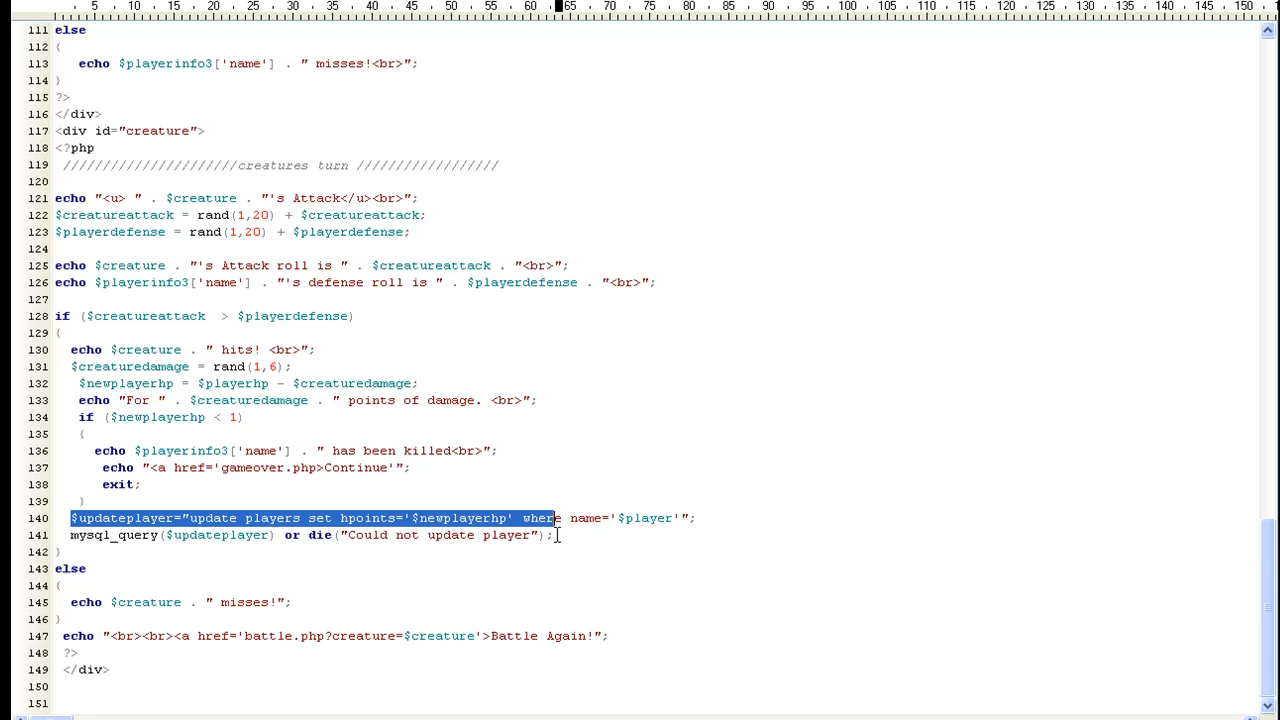 5 10 15 20 25 30 35 40 45 50 55 60 65 70 75 80 85 90 95 100 105 110 115 120 125 130 135 140 145 150
111 else
112 {
113 echo $playerinfo3['name'] . " misses!<br>";
114 }
115 ?>
116 </div>
117 <div id="creature">
118 <?php
119 //////////////////////creatures turn //////////////////
120
121 echo "<u> " . $creature . "'s Attack</u><br>";
122 $creatureattack = rand(1,20) + $creatureattack;
123 $playerdefense = rand(1,20) + $playerdefense;
124
125 echo $creature . "'s Attack roll is " . $creatureattack . "<br>";
126 echo $playerinfo3['name'] . "'s defense roll is " . $playerdefense . "<br>";
127
128 if ($creatureattack  > $playerdefense)
129 {
130 echo $creature . " hits! <br>";
131 $creaturedamage = rand(1,6);
132 $newplayerhp = $playerhp - $creaturedamage;
133 echo "For " . $creaturedamage . " points of damage. <br>";
134 if ($newplayerhp < 1)
135 {
136 echo $playerinfo3['name'] . " has been killed<br>";
137 echo "<a href='gameover.php>Continue'";
138 exit;
139 }
140 $updateplayer="update players set hpoints='$newplayerhp' where name='$player'";
141 mysql_query($updateplayer) or die("Could not update player");
142 }
143 else
144 {
145 echo $creature . " misses!";
146 }
147 echo "<br><br><a href='battle.php?creature=$creature'>Battle Again!";
148 ?>
149 </div>
150
151